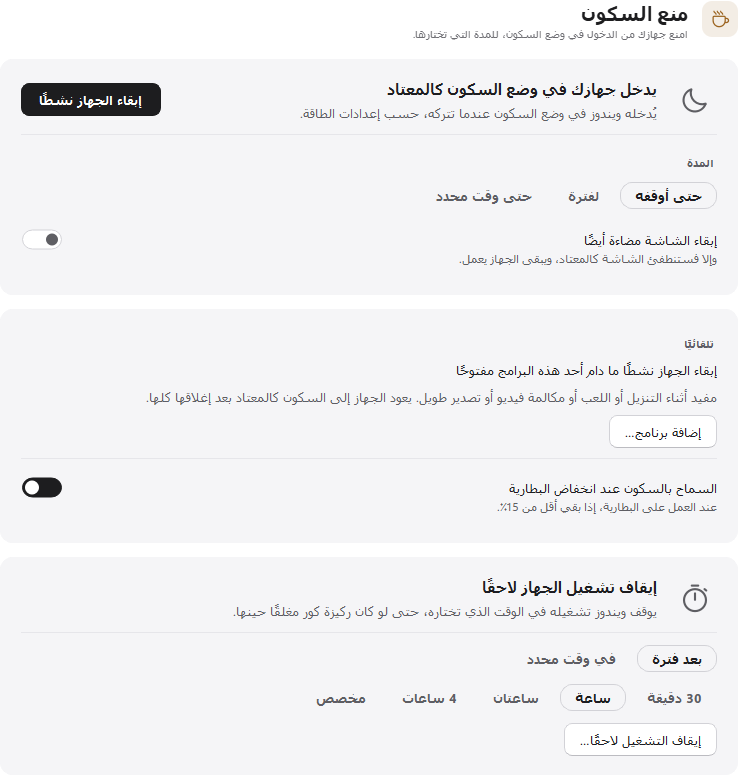 منع السكون
امنع جهازك من الدخول في وضع السكون، للمدة التي تختارها.
يدخل جهازك في وضع السكون كالمعتاد
يُدخله ويندوز في وضع السكون عندما تتركه، حسب إعدادات الطاقة.
إبقاء الجهاز نشطًا
المدة
حتى أوقفه
لفترة
حتى وقت محدد
إبقاء الشاشة مضاءة أيضًا
وإلا فستنطفئ الشاشة كالمعتاد، ويبقى الجهاز يعمل.
تلقائيًا
إبقاء الجهاز نشطًا ما دام أحد هذه البرامج مفتوحًا
مفيد أثناء التنزيل أو اللعب أو مكالمة فيديو أو تصدير طويل. يعود الجهاز إلى السكون كالمعتاد بعد إغلاقها كلها.
إضافة برنامج...
السماح بالسكون عند انخفاض البطارية
عند العمل على البطارية، إذا بقي أقل من 15٪.
إيقاف تشغيل الجهاز لاحقًا
يوقف ويندوز تشغيله في الوقت الذي تختاره، حتى لو كان ركيزة كور مغلقًا حينها.
بعد فترة
في وقت محدد
30 دقيقة
ساعة
ساعتان
4 ساعات
مخصص
إيقاف التشغيل لاحقًا...